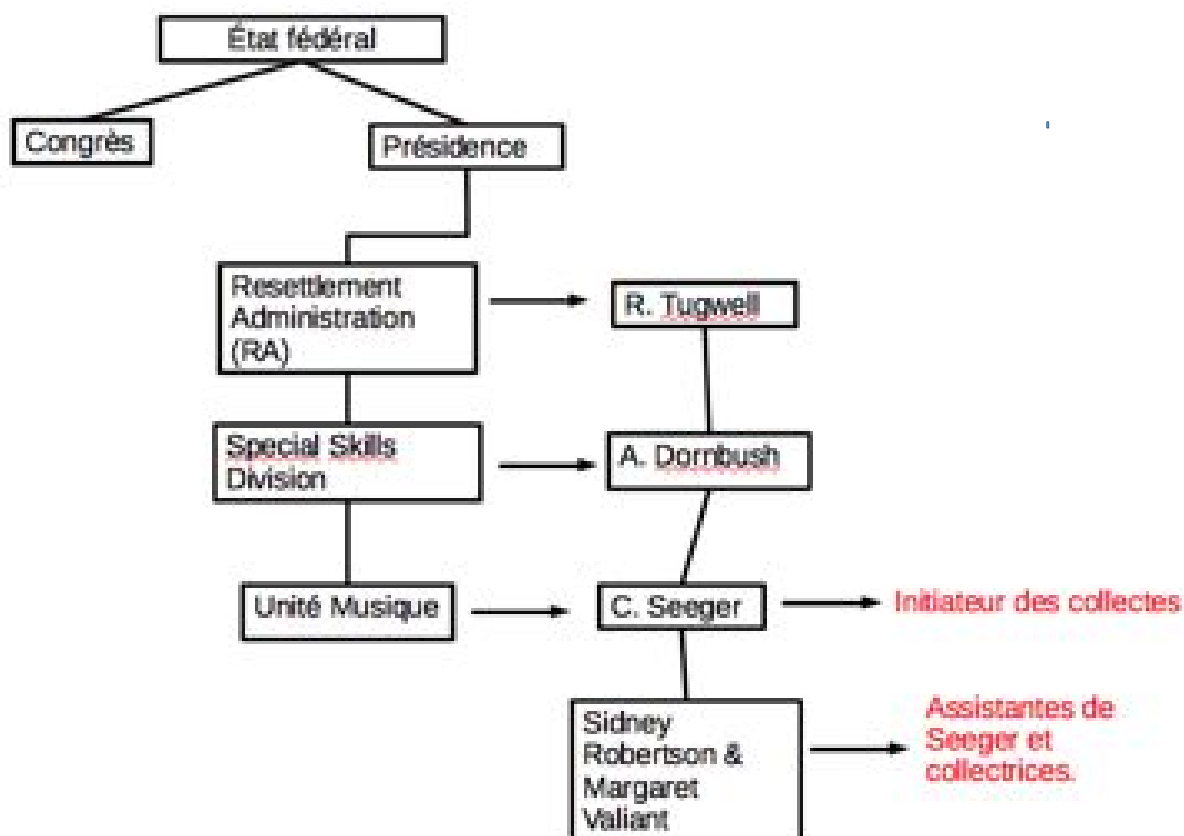 État fédéral
Congrès
Présidence
Resettlement
Administration
(RA)
R. Tugwell
Special Skills
Division
A. Dornbush
Unité Musique
C. Seeger
Initiateur des collectes
Sidney
Robertson &
Margaret
Valiant
Assistantes de
Seeger et
collectrices.